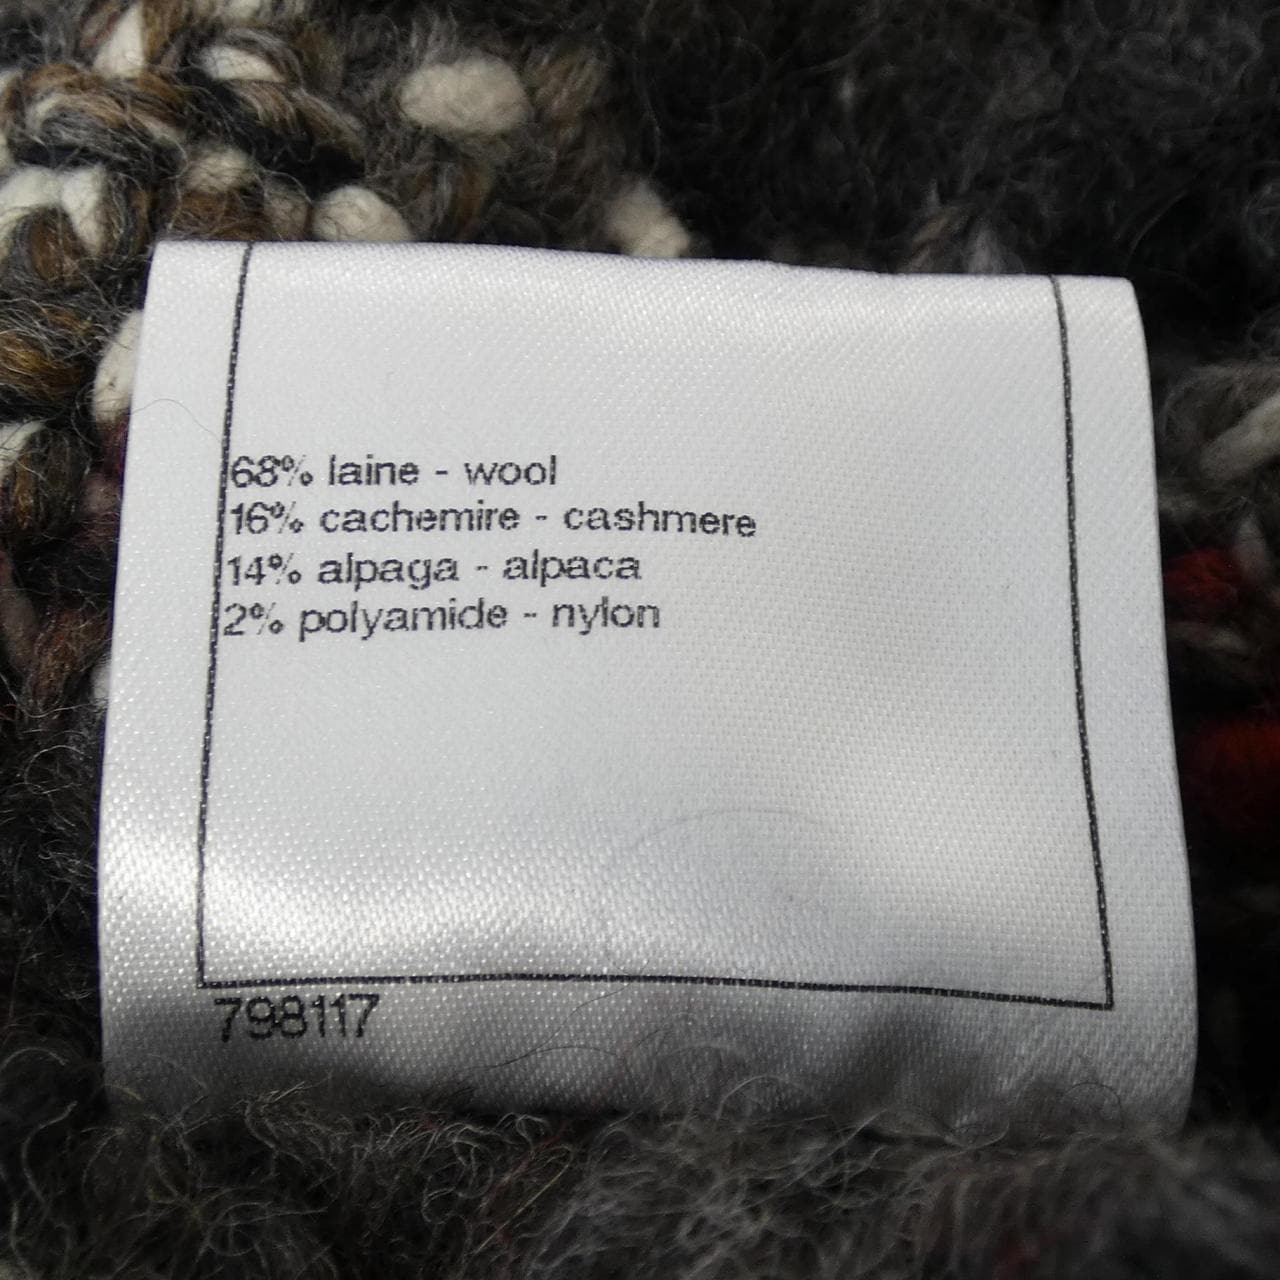 68% laine - wool
16% cachemire - cashmere
14% alpaga - alpaca
2% polyamide - nylon
798117